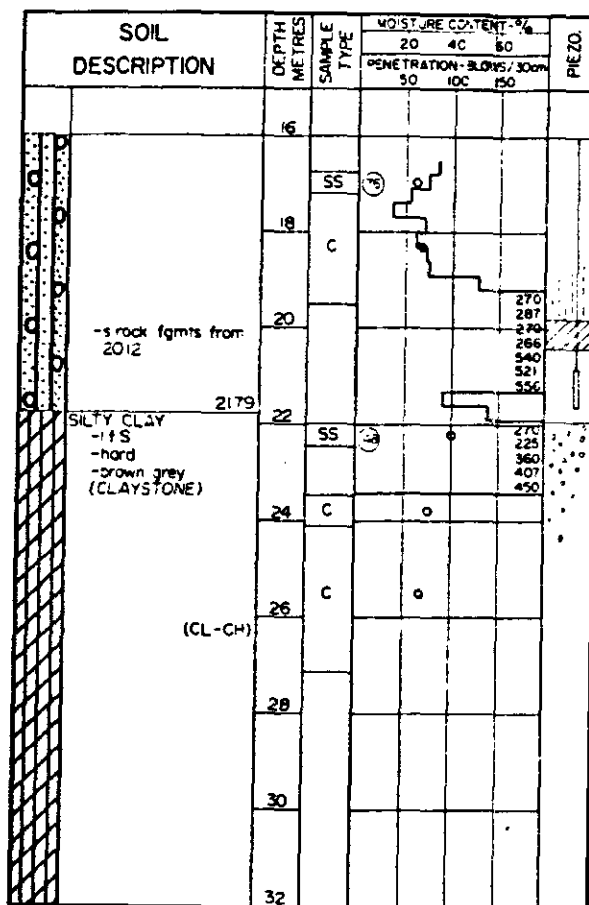 SOIL
DESCRIPTION
DEPTH
METRES
SAMPLE
TYPE
MOISTURE CONTENT-%
20 40 60
PENETRATION-BLOWS/30cm
50 100 150
PIEZO.
16
SS
18
C
270
287
20
270
266
540
521
556
-s rock fgmts from
2012
2179
22
SILTY CLAY
-hard
-brown grey
(CLAYSTONE)
SS
270
225
360
407
450
24
C
C
26
(CL-CH)
28
30
32